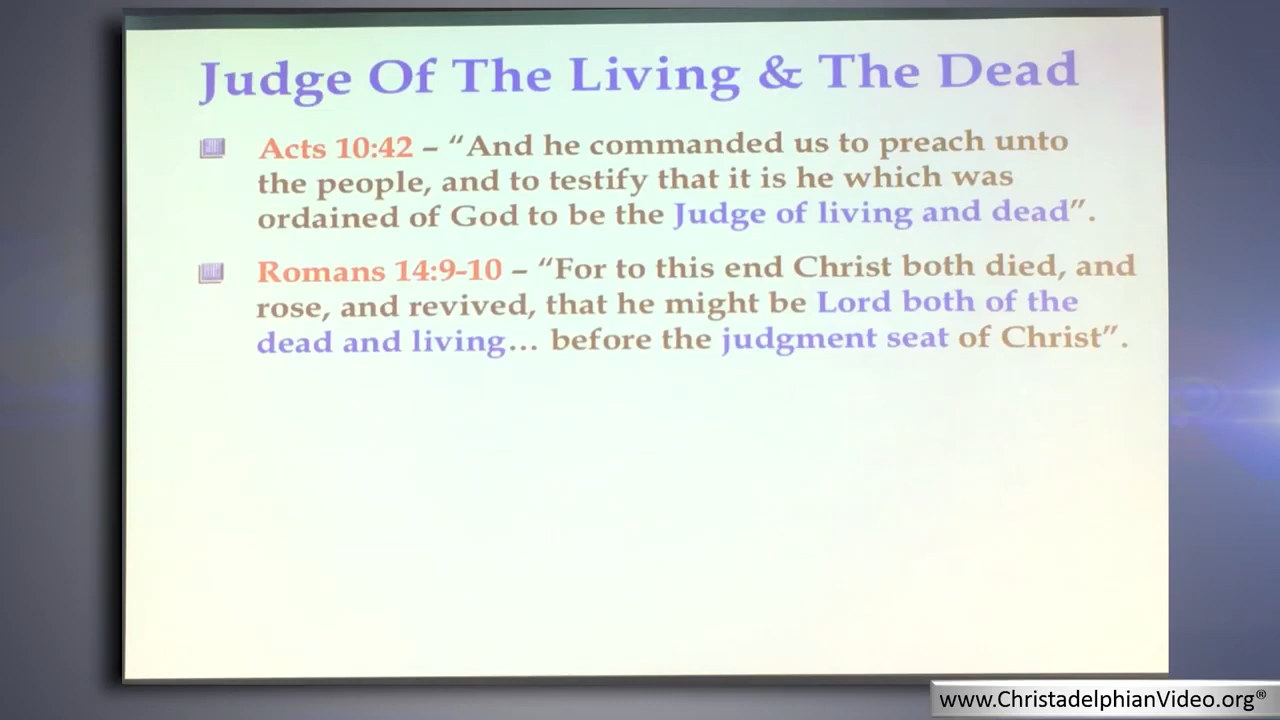 Judge Of The Living & The Dead
Acts 10:42 – “And he commanded us to preach unto
the people, and to testify that it is he which was
ordained of God to be the Judge of living and dead”.
Romans 14:9-10 – “For to this end Christ both died, and
rose, and revived, that he might be Lord both of the
dead and living… before the judgment seat of Christ”.
www.ChristadelphianVideo.org®